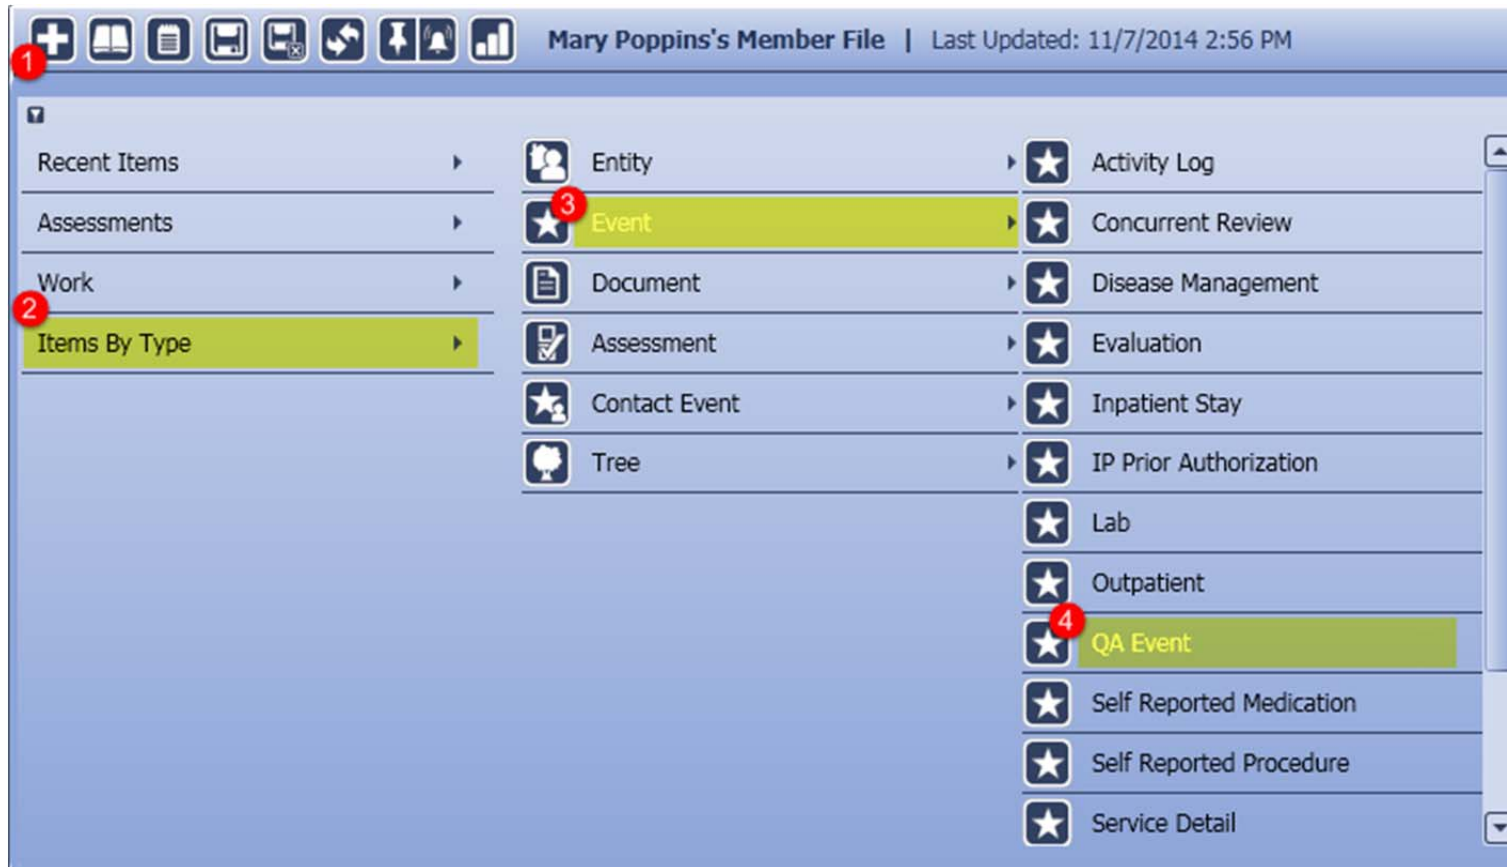 Mary Poppins's Member File | Last Updated: 11/7/2014 2:56 PM
1
Recent Items
Assessments
Work
2
Items By Type
Entity
3
Event
Document
Assessment
Contact Event
Tree
Activity Log
Concurrent Review
Disease Management
Evaluation
Inpatient Stay
IP Prior Authorization
Lab
Outpatient
4
QA Event
Self Reported Medication
Self Reported Procedure
Service Detail